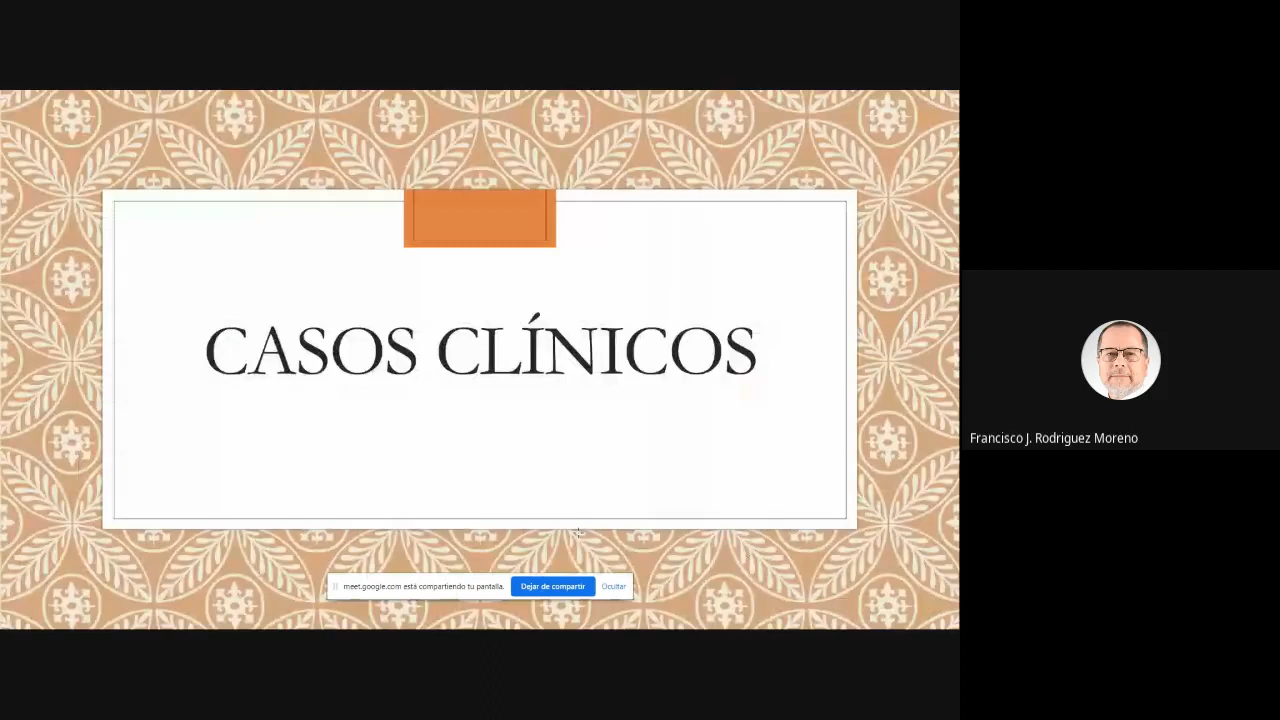 CASOS CLÍNICOS
Francisco J. Rodriguez Moreno
meet.google.com está compartiendo tu pantalla. Dejar de compartir Ocultar